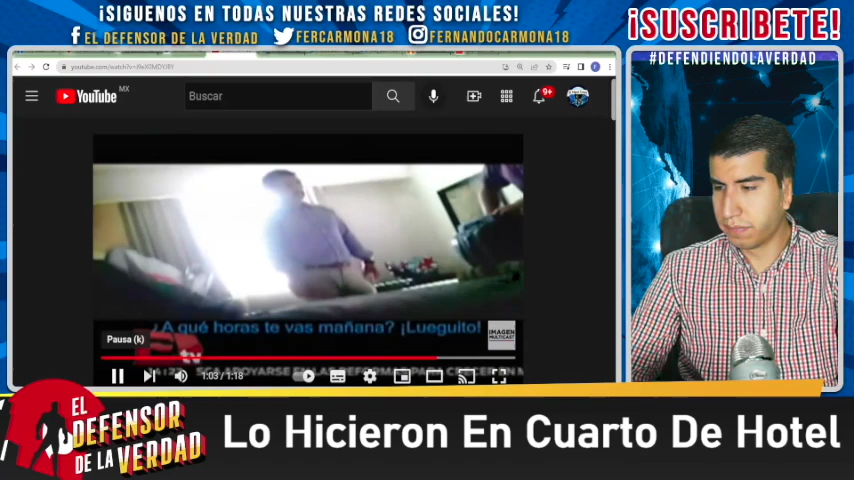 ¡SIGUENOS EN TODAS NUESTRAS REDES SOCIALES!
EL DEFENSOR DE LA VERDAD
FERCARMONA18
FERNANDOCARMONA18
¡SUSCRIBETE!
#DEFENDIENDOLAVERDAD
YouTube MX
Buscar
9+
¿A qué horas te vas mañana? ¡Lueguito!
IMAGEN
MULTICAST
Pausa (k)
tv
1:03 / 1:18
EL
DEFENSOR
DE LA VERDAD
Lo Hicieron En Cuarto De Hotel